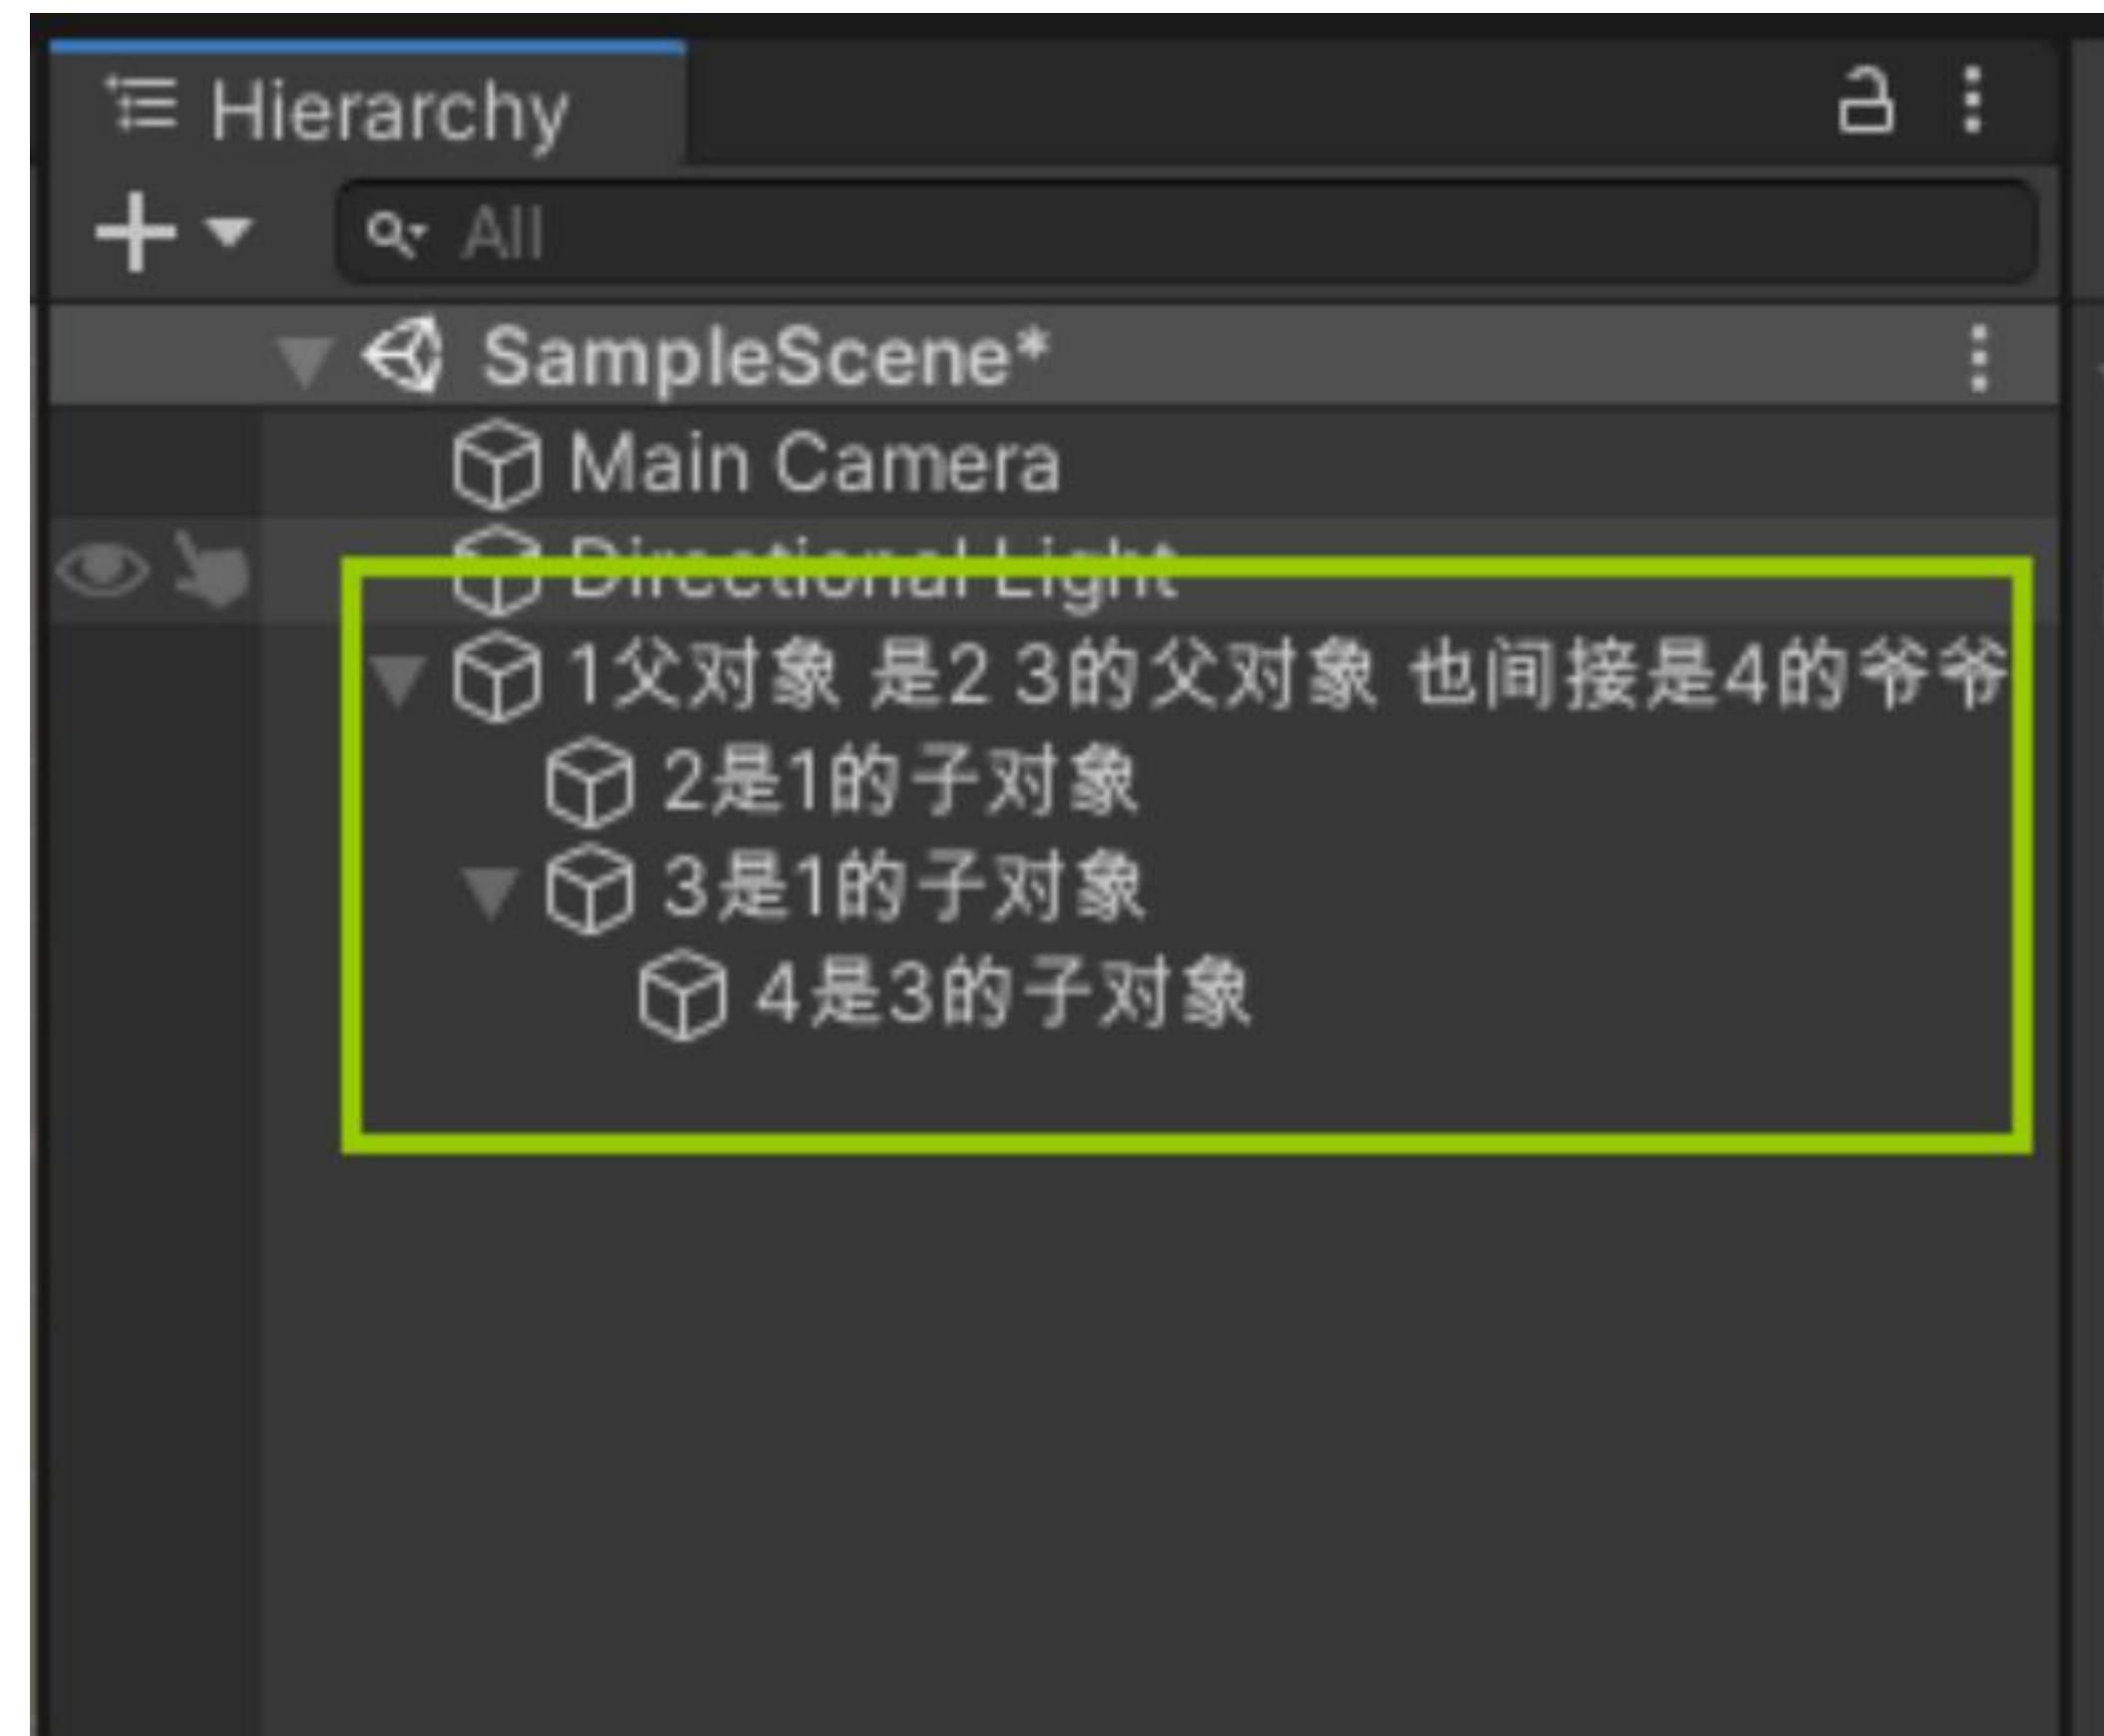 Hierarchy
All
SampleScene*
Main Camera
Directional Light
1父对象 是2 3的父对象 也间接是4的爷爷
2是1的子对象
3是1的子对象
4是3的子对象